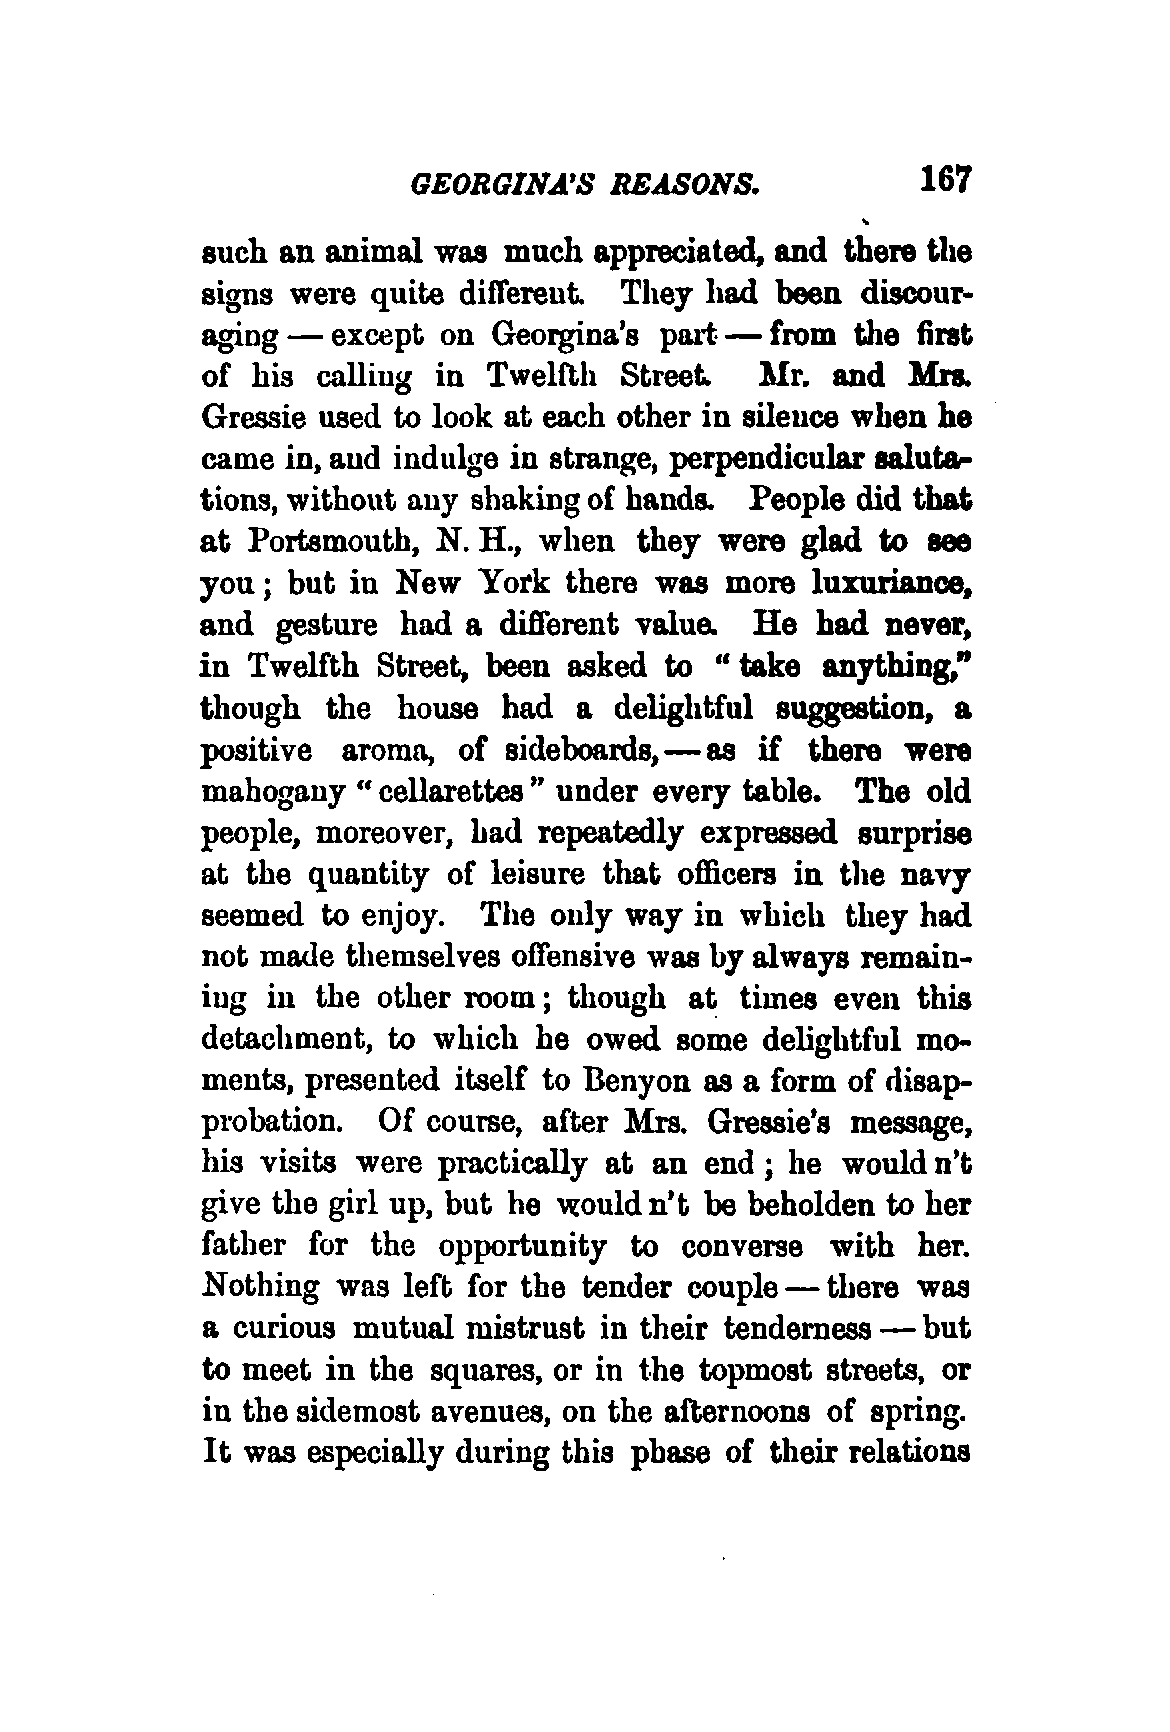 GEORGINA'S REASONS. 167
such an animal was much appreciated, and there the
signs were quite different. They had been discour-
aging — except on Georgina's part — from the first
of his calling in Twelfth Street. Mr. and Mrs.
Gressie used to look at each other in silence when he
came in, and indulge in strange, perpendicular saluta-
tions, without any shaking of hands. People did that
at Portsmouth, N. H., when they were glad to see
you; but in New York there was more luxuriance,
and gesture had a different value. He had never,
in Twelfth Street, been asked to "take anything,"
though the house had a delightful suggestion, a
positive aroma, of sideboards,—as if there were
mahogany "cellarettes" under every table. The old
people, moreover, had repeatedly expressed surprise
at the quantity of leisure that officers in the navy
seemed to enjoy. The only way in which they had
not made themselves offensive was by always remain-
ing in the other room; though at times even this
detachment, to which he owed some delightful mo-
ments, presented itself to Benyon as a form of disap-
probation. Of course, after Mrs. Gressie's message,
his visits were practically at an end; he would n't
give the girl up, but he would n't be beholden to her
father for the opportunity to converse with her.
Nothing was left for the tender couple — there was
a curious mutual mistrust in their tenderness — but
to meet in the squares, or in the topmost streets, or
in the sidemost avenues, on the afternoons of spring.
It was especially during this phase of their relations